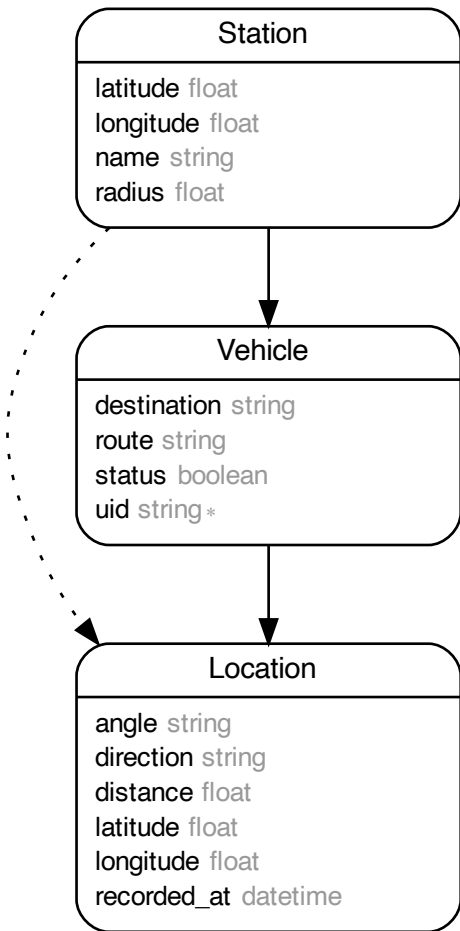 Station
latitude float
longitude float
name string
radius float
Vehicle
destination string
route string
status boolean
uid string*
Location
angle string
direction string
distance float
latitude float
longitude float
recorded_at datetime